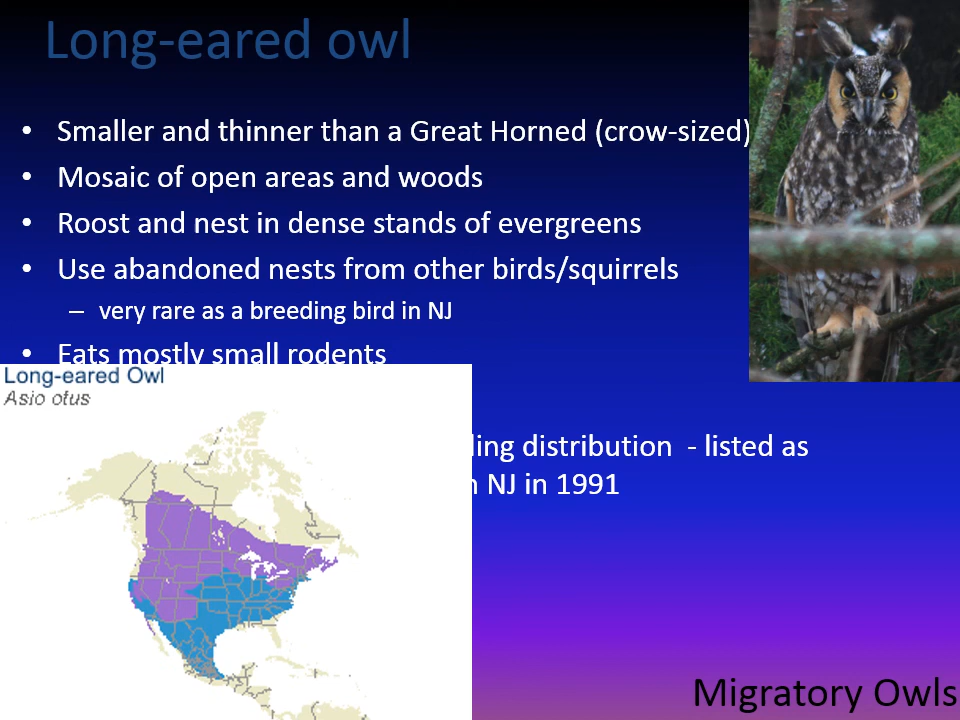 Long-eared owl
• Smaller and thinner than a Great Horned (crow-sized)
• Mosaic of open areas and woods
• Roost and nest in dense stands of evergreens
• Use abandoned nests from other birds/squirrels
– very rare as a breeding bird in NJ
• Eats mostly small rodents
Long-eared Owl
Asio otus
distribution - listed as
NJ in 1991
Migratory Owls